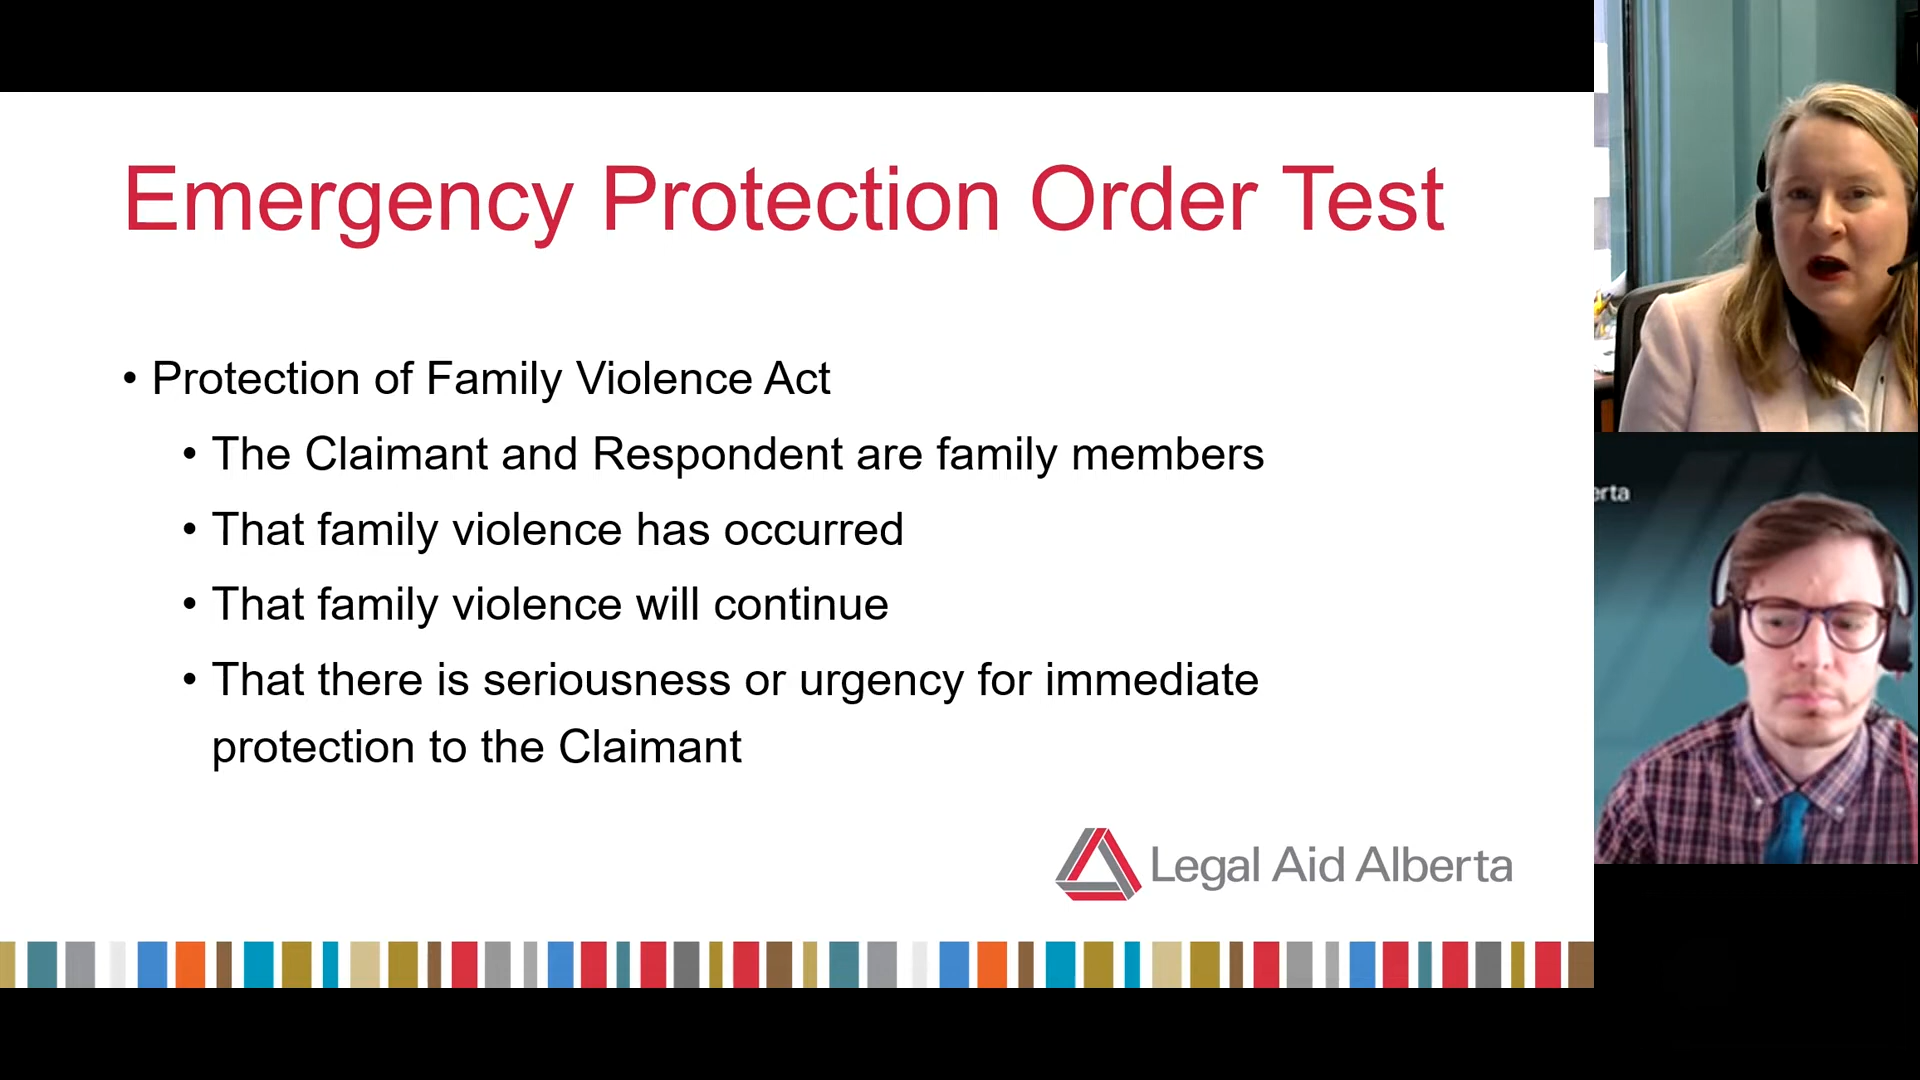 Emergency Protection Order Test
• Protection of Family Violence Act
• The Claimant and Respondent are family members
• That family violence has occurred
• That family violence will continue
• That there is seriousness or urgency for immediate
protection to the Claimant
Legal Aid Alberta
erta